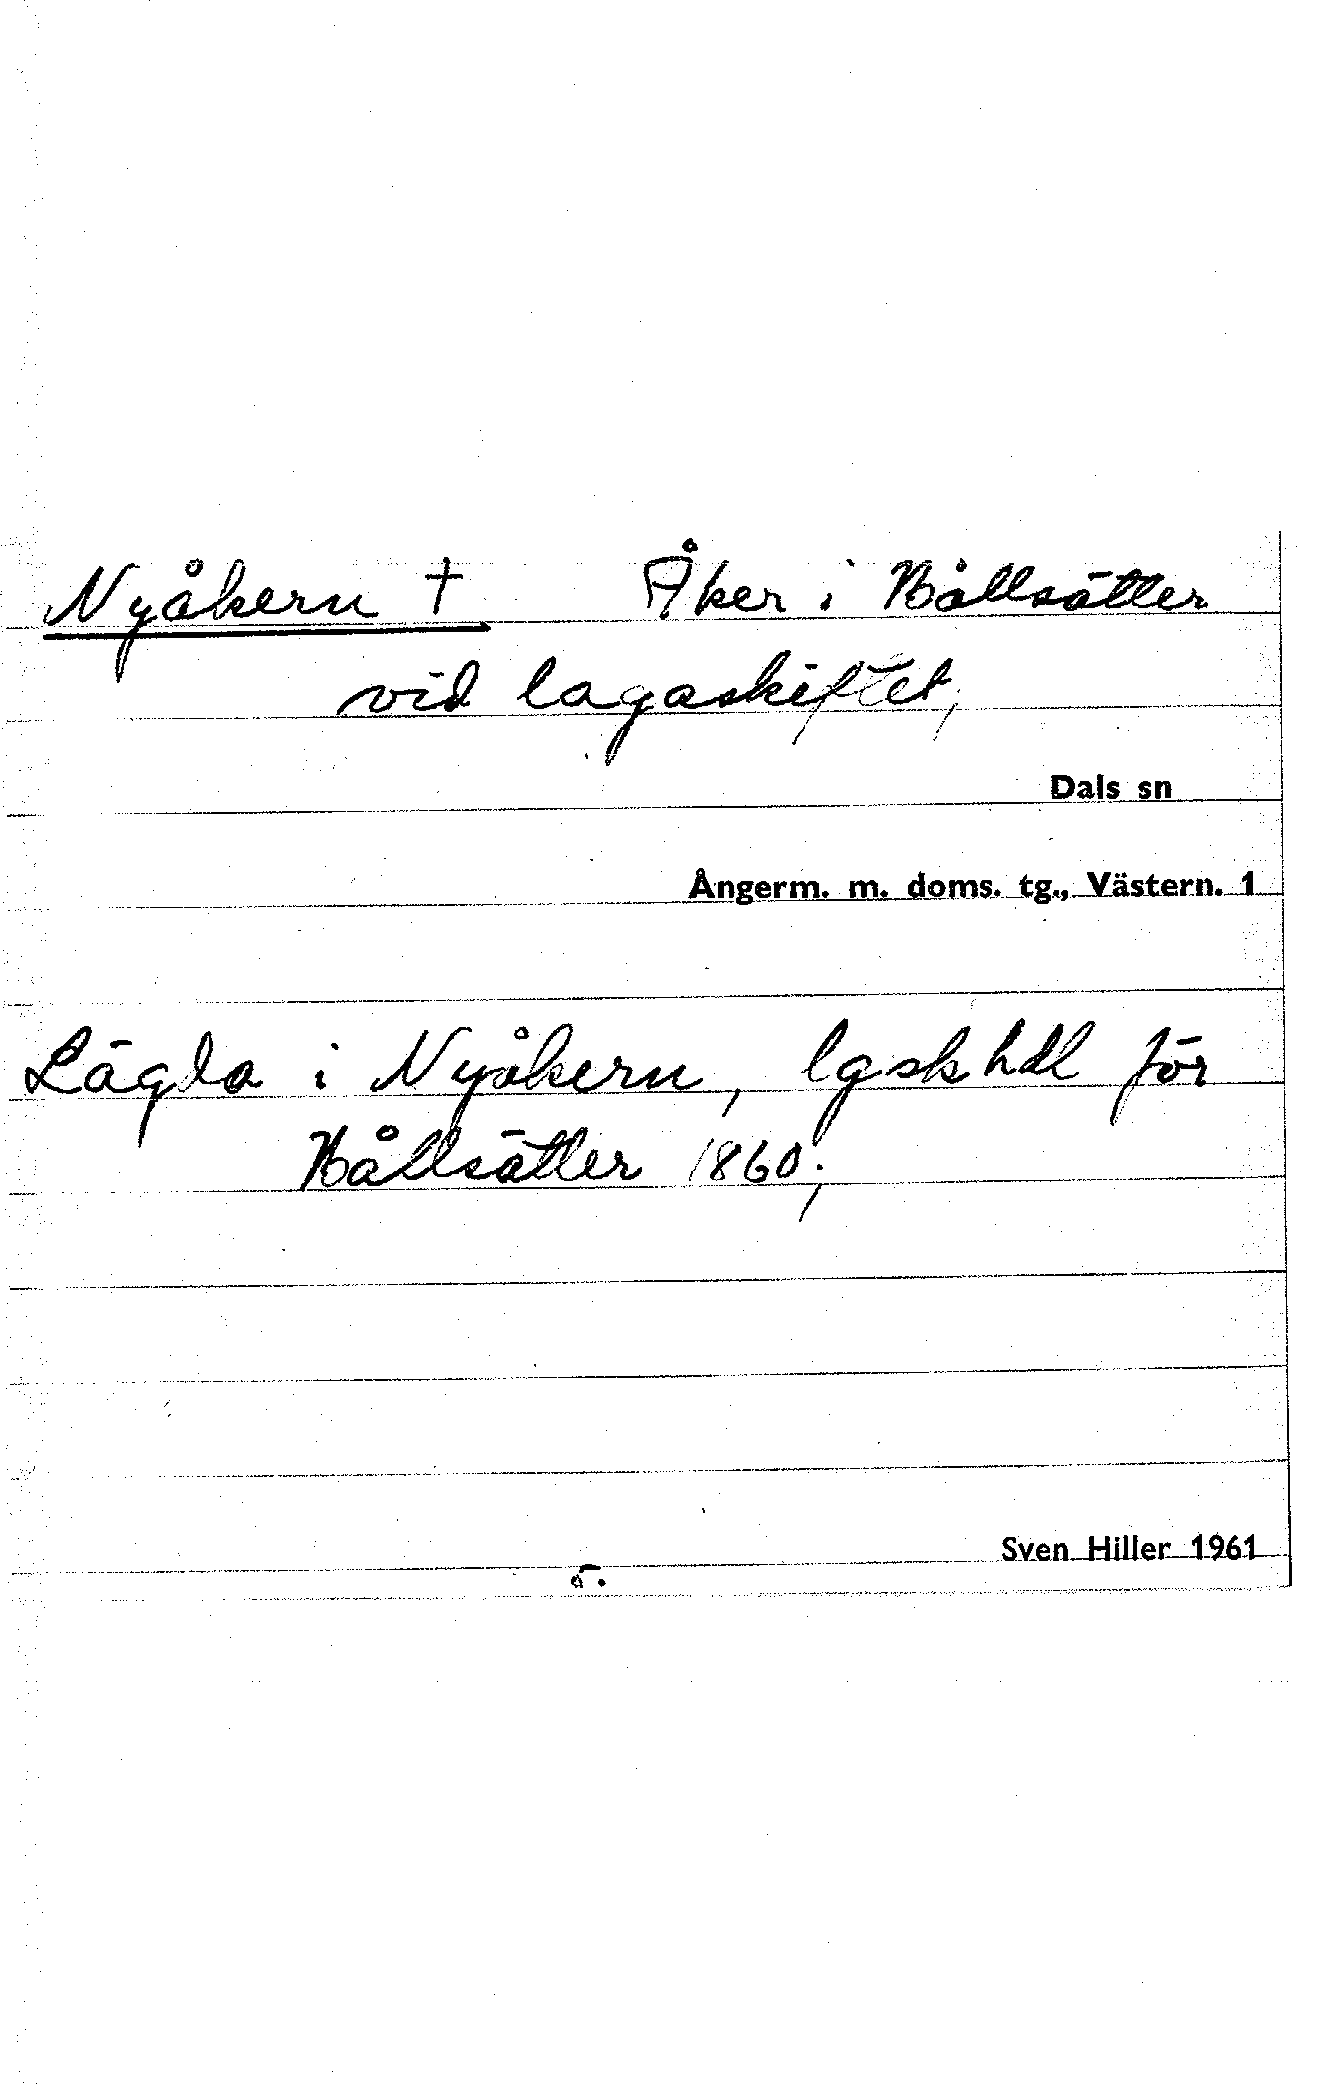 Nyåkern † Åker i Bållsätter
vid lagaskiftet,
Dals sn
Ångerm. m. doms. tg., Västern. 1
Lägda i Nyåkern, lgskhdl för
Bållsätter 1860;
Sven Hiller 1961